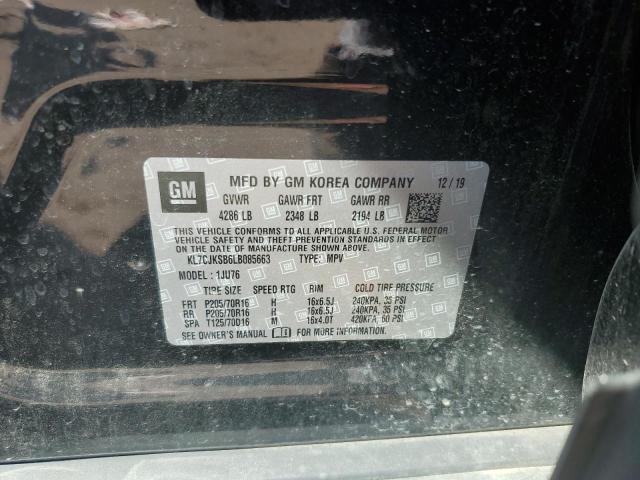 GM
MFD BY GM KOREA COMPANY 12/19
GVWR GAWR FRT GAWR RR
4286 LB 2348 LB 2194 LB
THIS VEHICLE CONFORMS TO ALL APPLICABLE U.S. FEDERAL MOTOR
VEHICLE SAFETY, BUMPER, AND THEFT PREVENTION STANDARDS IN
EFFECT ON THE DATE OF MANUFACTURE SHOWN ABOVE.
KL7CJKSB6LB085663 TYPE: MPV
MODEL : 1JU76
TIRE SIZE SPEED RTG RIM COLD TIRE PRESSURE
FRT P205/70R16 H 16x6.5J 240KPA, 35 PSI
RR P205/70R16 H 16x6.5J 240KPA, 35 PSI
SPA T125/70D16 M 16x4.0T 420KPA, 60 PSI
SEE OWNER'S MANUAL FOR MORE INFORMATION.